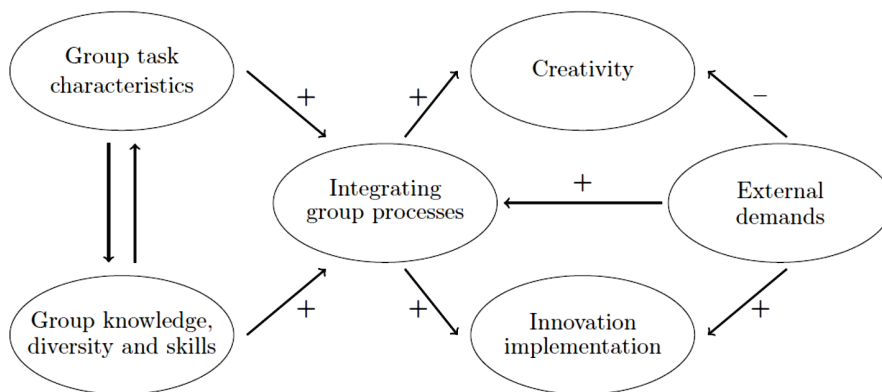 Group task
characteristics
Creativity
+
+
−
Integrating
group processes
+
External
demands
+
+
+
Group knowledge,
diversity and skills
Innovation
implementation